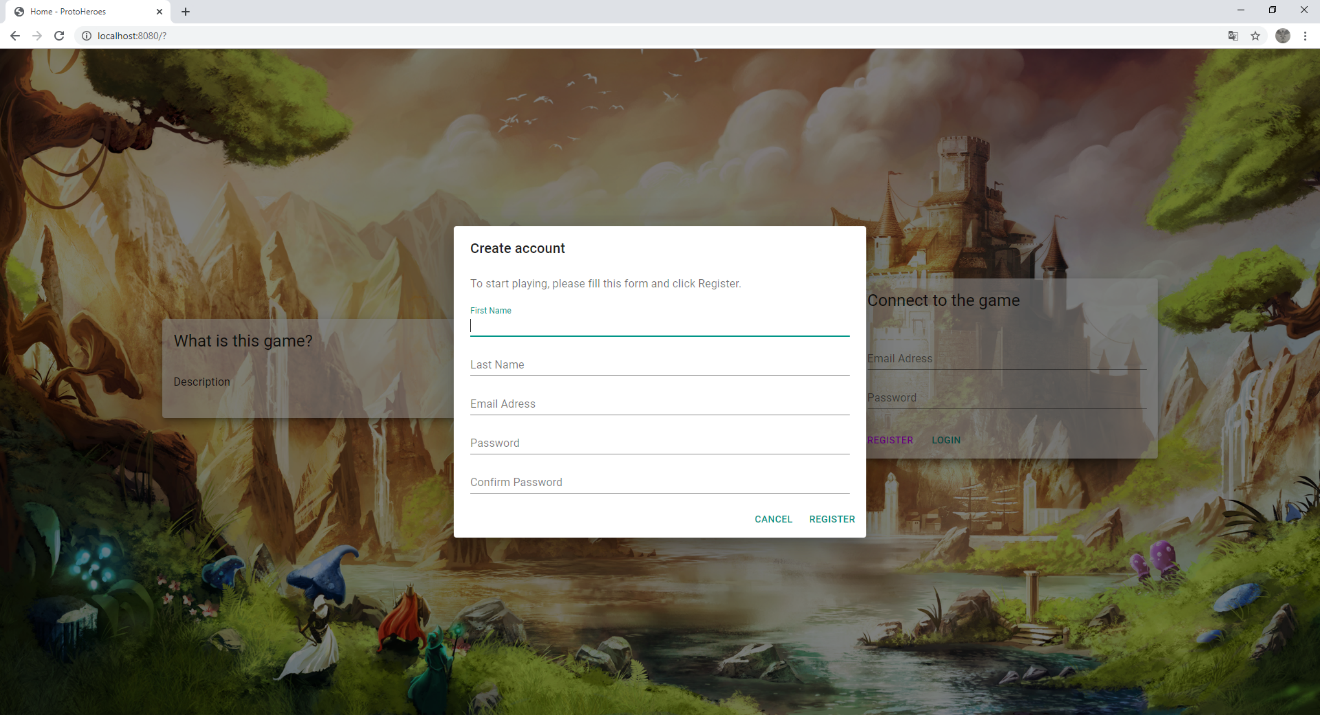 Home - ProtoHeroes
localhost:8080/?
Create account
To start playing, please fill this form and click Register.
First Name
Last Name
Email Adress
Password
Confirm Password
CANCEL REGISTER
What is this game?
Description
Connect to the game
Email Adress
Password
REGISTER LOGIN